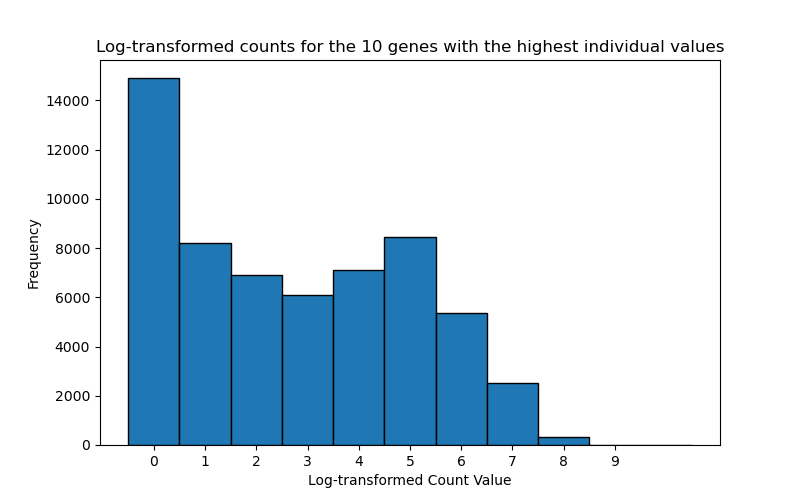 Log-transformed counts for the 10 genes with the highest individual values
14000
12000
10000
8000
6000
4000
2000
0
Frequency
0 1 2 3 4 5 6 7 8 9
Log-transformed Count Value